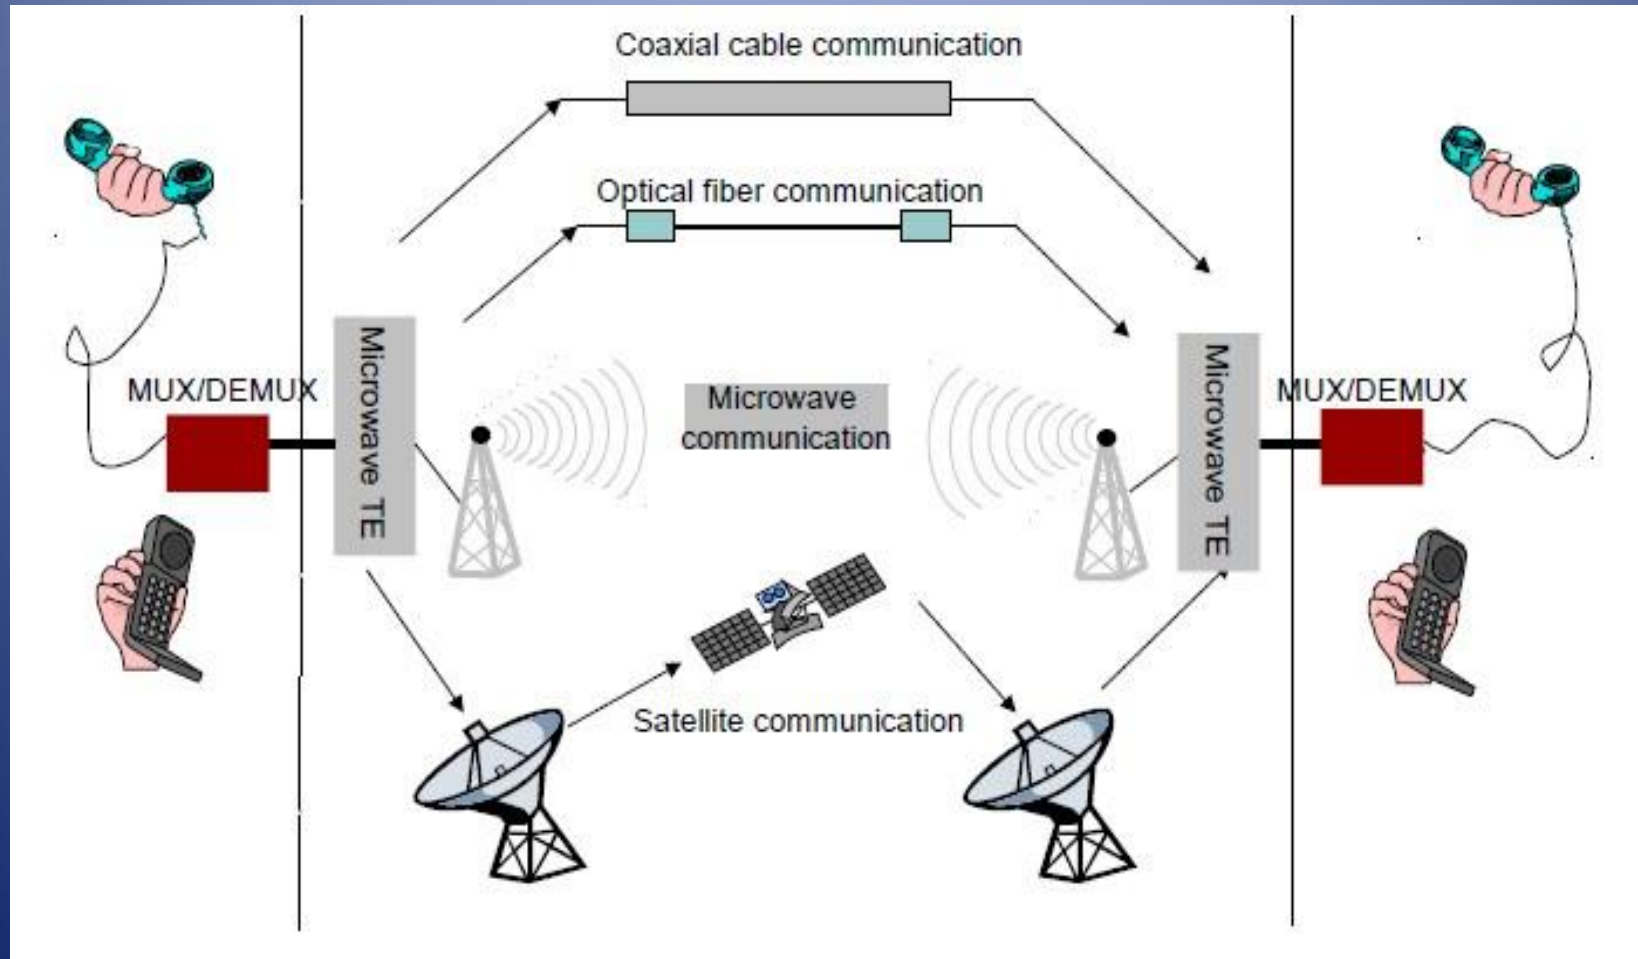 Coaxial cable communication
Optical fiber communication
MUX/DEMUX
Microwave TE
Microwave
communication
Microwave TE
MUX/DEMUX
Satellite communication